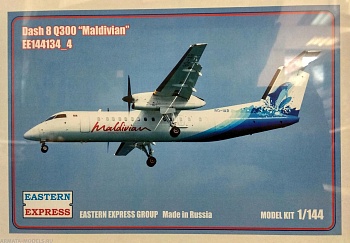 Dash 8 Q300 "Maldivian"
EE144134_4
Maldivian
EASTERN
EXPRESS
EASTERN EXPRESS GROUP Made in Russia
MODEL KIT 1/144